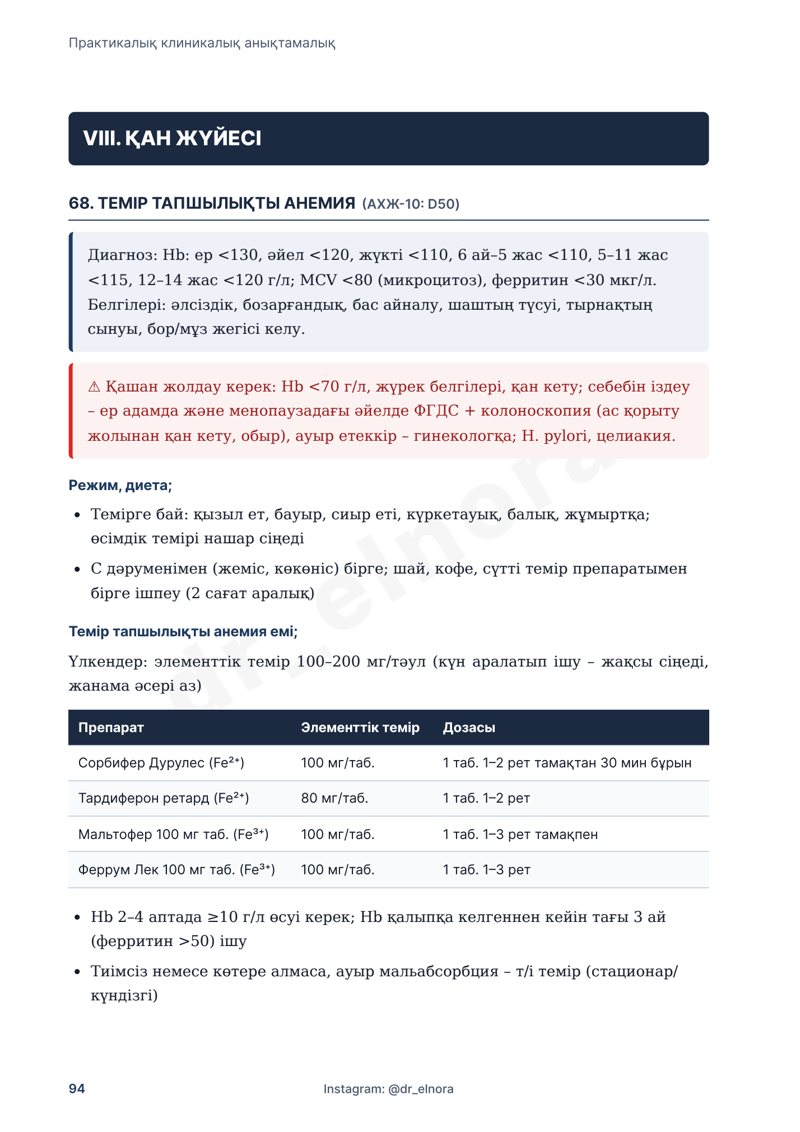 Практикалық клиникалық анықтамалық
VIII. ҚАН ЖҮЙЕСІ
68. ТЕМІР ТАПШЫЛЫҚТЫ АНЕМИЯ (АХЖ-10: D50)
Диагноз: Hb: ер <130, әйел <120, жүкті <110, 6 ай–5 жас <110, 5–11 жас
<115, 12–14 жас <120 г/л; MCV <80 (микроцитоз), ферритин <30 мкг/л.
Белгілері: әлсіздік, бозарғандық, бас айналу, шаштың түсуі, тырнақтың
сынуы, бор/мұз жегісі келу.
⚠ Қашан жолдау керек: Hb <70 г/л, жүрек белгілері, қан кету; себебін іздеу
– ер адамда және менопаузадағы әйелде ФГДС + колоноскопия (ас қорыту
жолынан қан кету, обыр), ауыр етеккір – гинекологқа; H. pylori, целиакия.
Режим, диета;
• Темірге бай: қызыл ет, бауыр, сиыр еті, күркетауық, балық, жұмыртқа;
өсімдік темірі нашар сіңеді
• С дәруменімен (жеміс, көкөніс) бірге; шай, кофе, сүтті темір препаратымен
бірге ішпеу (2 сағат аралық)
Темір тапшылықты анемия емі;
Үлкендер: элементтік темір 100–200 мг/тәул (күн аралатып ішу – жақсы сіңеді,
жанама әсері аз)
Препарат Элементтік темір Дозасы
Сорбифер Дурулес (Fe²⁺) 100 мг/таб. 1 таб. 1–2 рет тамақтан 30 мин бұрын
Тардиферон ретард (Fe²⁺) 80 мг/таб. 1 таб. 1–2 рет
Мальтофер 100 мг таб. (Fe³⁺) 100 мг/таб. 1 таб. 1–3 рет тамақпен
Феррум Лек 100 мг таб. (Fe³⁺) 100 мг/таб. 1 таб. 1–3 рет
• Hb 2–4 аптада ≥10 г/л өсуі керек; Hb қалыпқа келгеннен кейін тағы 3 ай
(ферритин >50) ішу
• Тиімсіз немесе көтере алмаса, ауыр мальабсорбция – т/і темір (стационар/
күндізгі)
94 Instagram: @dr_elnora
dr_elnora